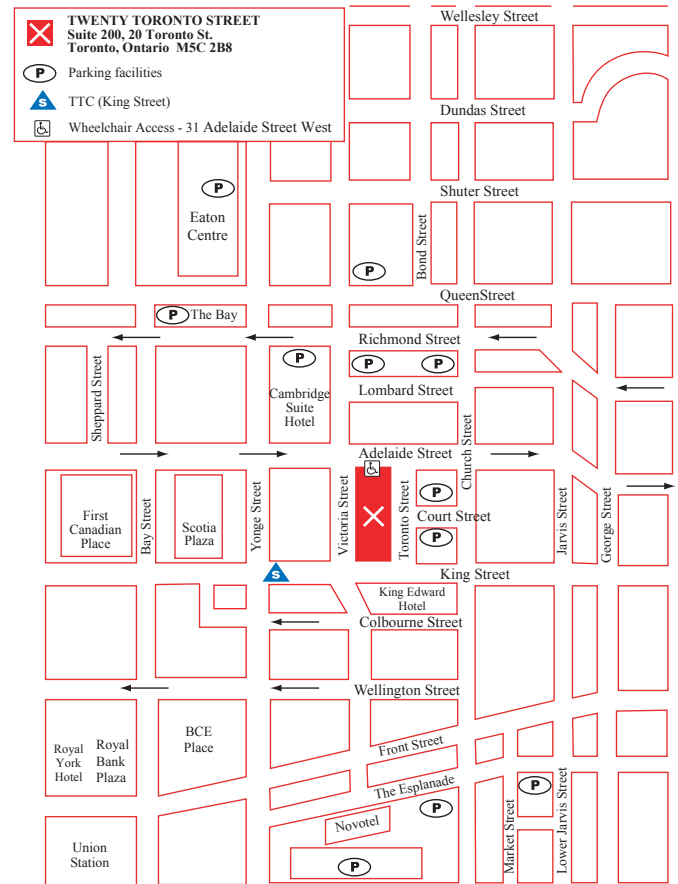 TWENTY TORONTO STREET
Suite 200, 20 Toronto St.
Toronto, Ontario M5C 2B8
P Parking facilities
S TTC (King Street)
Wheelchair Access - 31 Adelaide Street West
Wellesley Street
Dundas Street
Shuter Street
P
Eaton
Centre
Bond Street
P
QueenStreet
P The Bay
Richmond Street
P
P
P
Cambridge
Suite
Hotel
Lombard Street
Sheppard Street
Adelaide Street
Church Street
First
Canadian
Place
Bay Street
Scotia
Plaza
Yonge Street
Victoria Street
Toronto Street
P
Court Street
P
Jarvis Street
George Street
S
King Street
King Edward
Hotel
Colbourne Street
Wellington Street
Royal
York
Hotel
Royal
Bank
Plaza
BCE
Place
Front Street
The Esplanade
P
P
Novotel
Market Street
Lower Jarvis Street
Union
Station
P